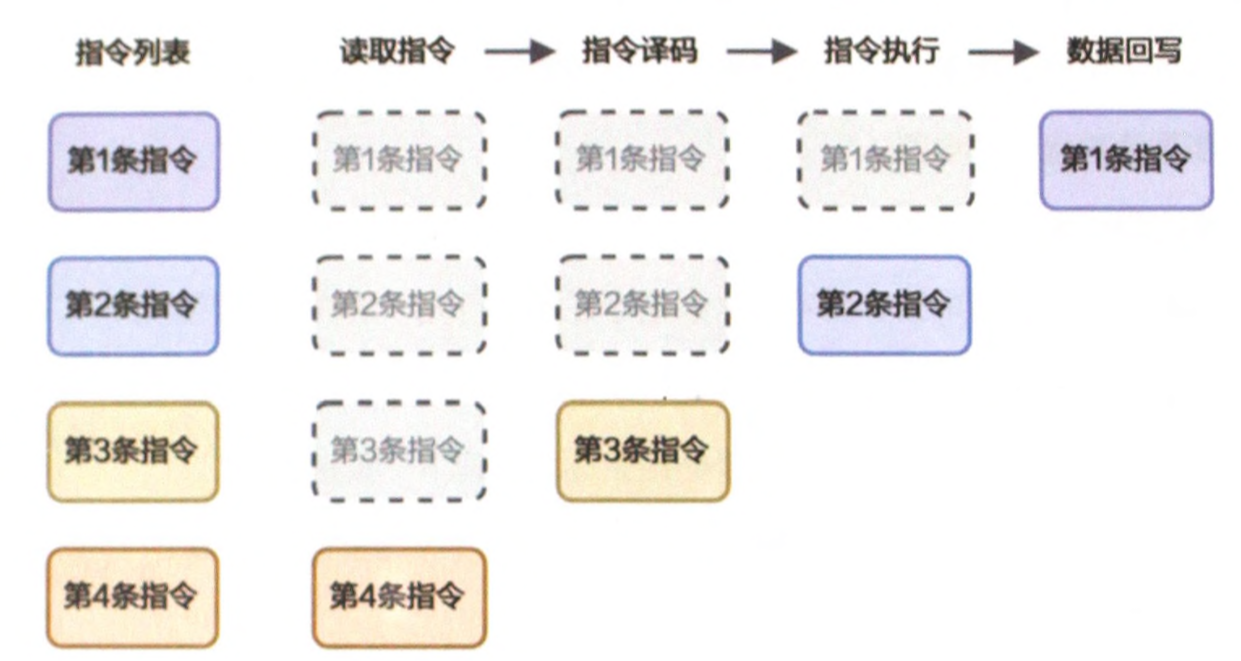 指令列表 读取指令 指令译码 指令执行 数据回写
第1条指令 第1条指令 第1条指令 第1条指令 第1条指令
第2条指令 第2条指令 第2条指令 第2条指令
第3条指令 第3条指令 第3条指令
第4条指令 第4条指令